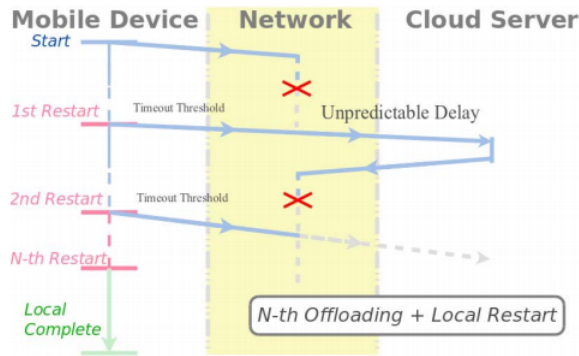 Mobile Device Network Cloud Server
Start
1st Restart
Timeout Threshold
Unpredictable Delay
2nd Restart
Timeout Threshold
N-th Restart
Local
Complete
N-th Offloading + Local Restart